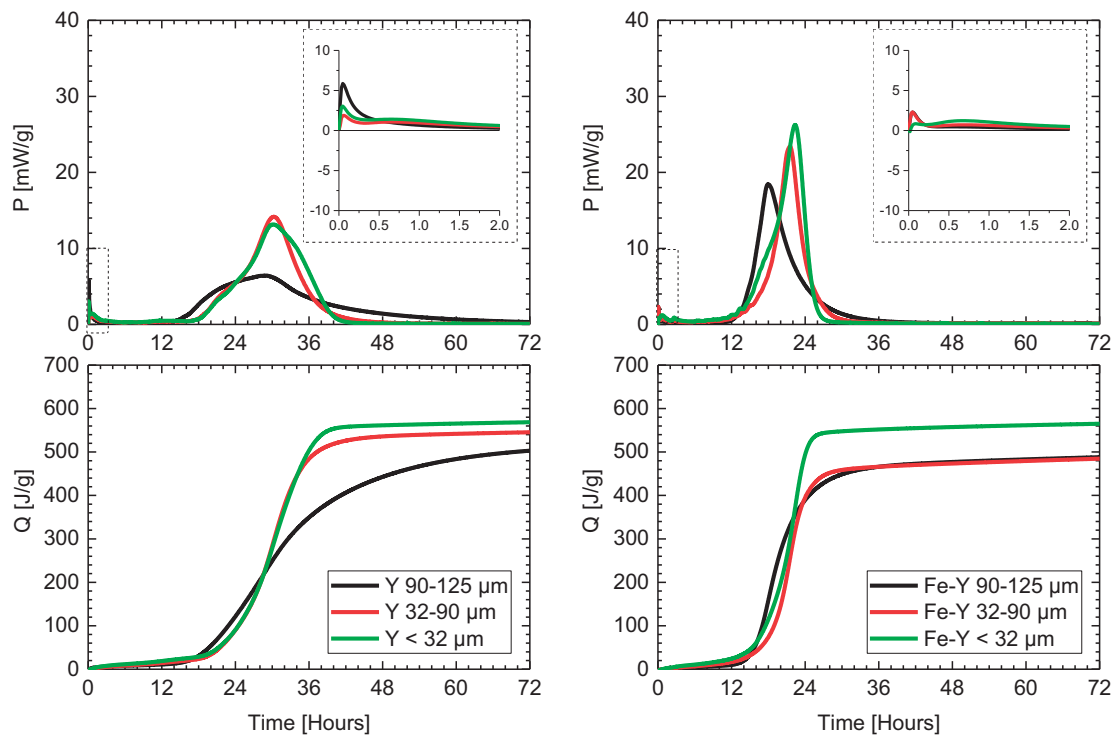 40
30
20
10
0
P [mW/g]
0 12 24 36 48 60 72
10
5
0
-5
-10
0.0 0.5 1.0 1.5 2.0
40
30
20
10
0
P [mW/g]
0 12 24 36 48 60 72
10
5
0
-5
-10
0.0 0.5 1.0 1.5 2.0
700
600
500
400
300
200
100
0
Q [J/g]
Y 90-125 µm
Y 32-90 µm
Y < 32 µm
0 12 24 36 48 60 72
Time [Hours]
700
600
500
400
300
200
100
0
Q [J/g]
Fe-Y 90-125 µm
Fe-Y 32-90 µm
Fe-Y < 32 µm
0 12 24 36 48 60 72
Time [Hours]